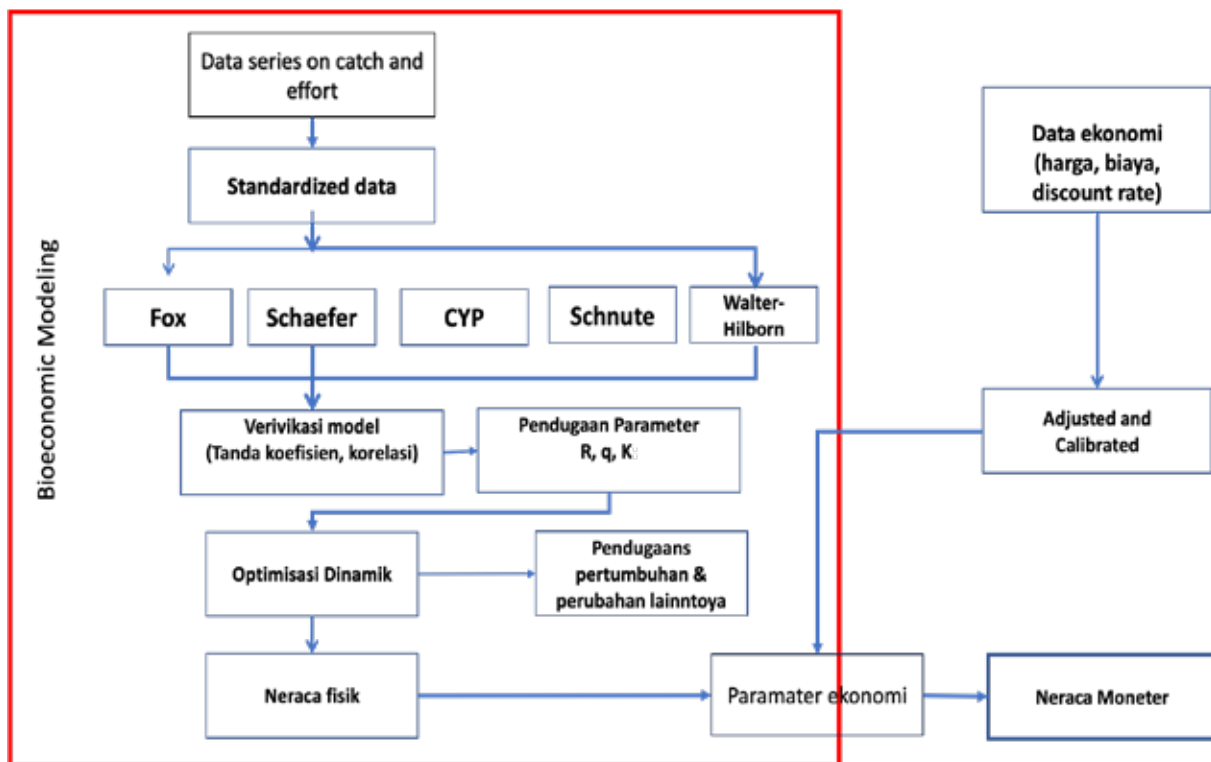 Data series on catch and
effort
Standardized data
Bioeconomic Modeling
Fox
Schaefer
CYP
Schnute
Walter-
Hilborn
Verivikasi model
(Tanda koefisien, korelasi)
Pendugaan Parameter
R, q, K
Optimisasi Dinamik
Pendugaans
pertumbuhan &
perubahan lainntoya
Neraca fisik
Paramater ekonomi
Neraca Moneter
Data ekonomi
(harga, biaya,
discount rate)
Adjusted and
Calibrated